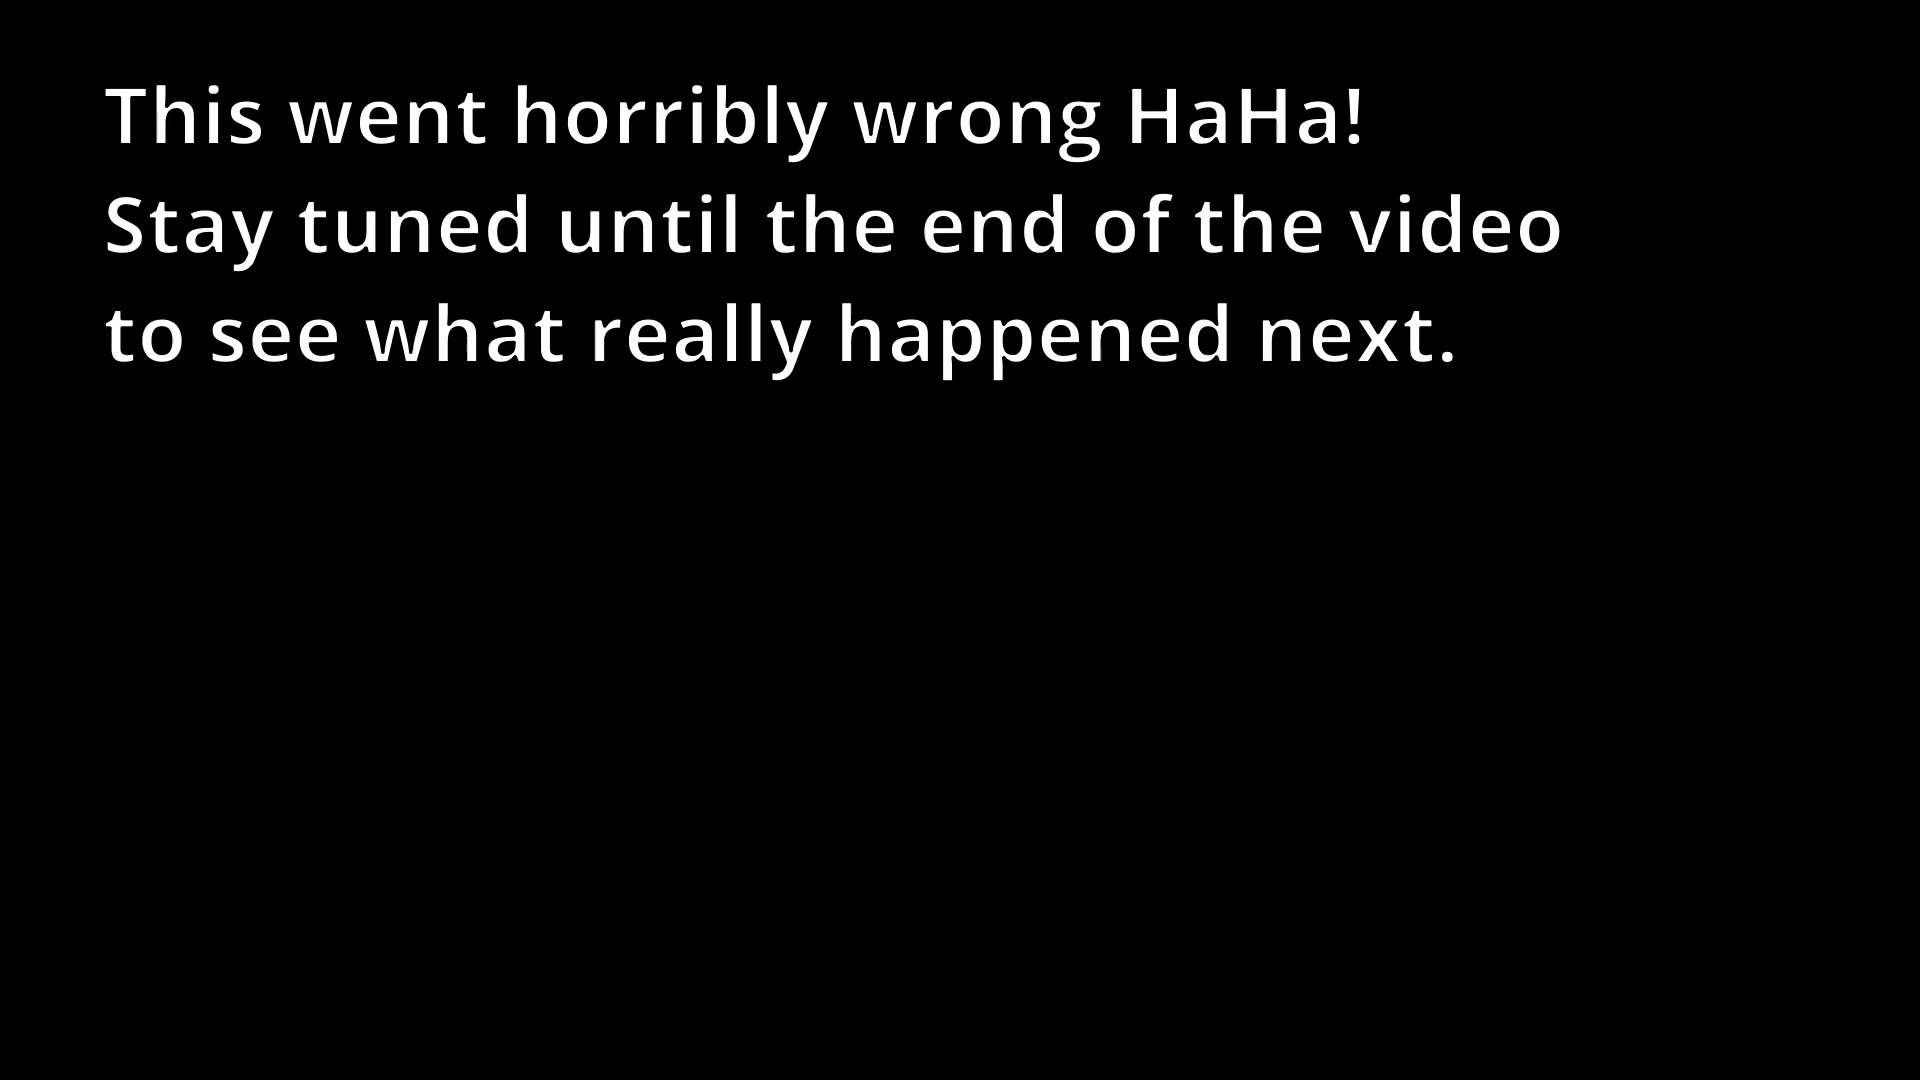 This went horribly wrong HaHa!
Stay tuned until the end of the video
to see what really happened next.